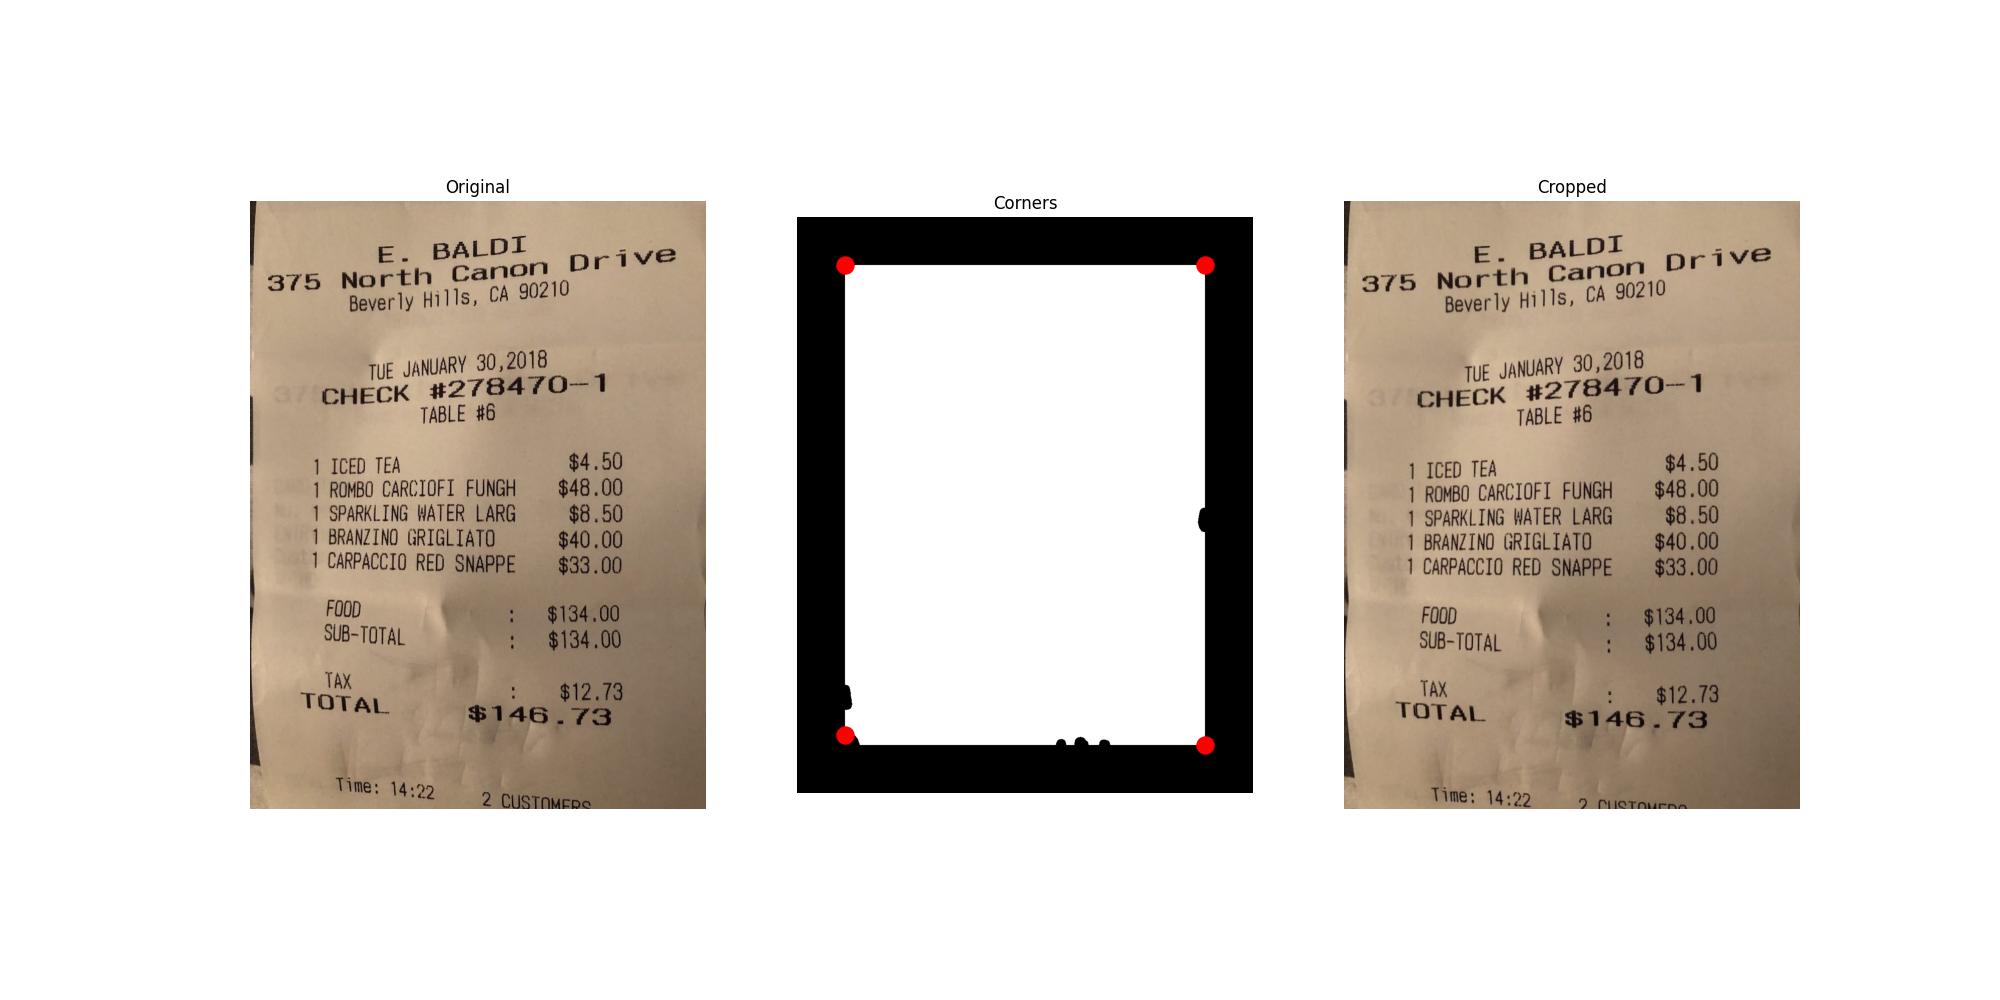 Original
E. BALDI
375 North Canon Drive
Beverly Hills, CA 90210
TUE JANUARY 30,2018
CHECK #278470-1
TABLE #6
1 ICED TEA $4.50
1 ROMBO CARCIOFI FUNGH $48.00
1 SPARKLING WATER LARG $8.50
1 BRANZINO GRIGLIATO $40.00
1 CARPACCIO RED SNAPPE $33.00
FOOD : $134.00
SUB-TOTAL : $134.00
TAX : $12.73
TOTAL $146.73
Time: 14:22 2 CUSTOMERS
Corners
Cropped
E. BALDI
375 North Canon Drive
Beverly Hills, CA 90210
TUE JANUARY 30,2018
CHECK #278470-1
TABLE #6
1 ICED TEA $4.50
1 ROMBO CARCIOFI FUNGH $48.00
1 SPARKLING WATER LARG $8.50
1 BRANZINO GRIGLIATO $40.00
1 CARPACCIO RED SNAPPE $33.00
FOOD : $134.00
SUB-TOTAL : $134.00
TAX : $12.73
TOTAL $146.73
Time: 14:22 2 CUSTOMERS